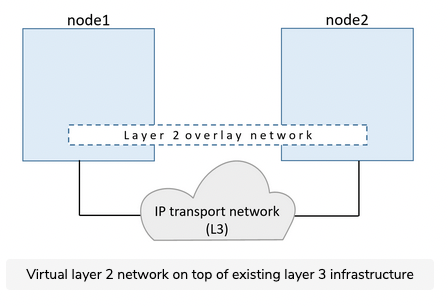 node1
node2
Layer 2 overlay network
IP transport network
(L3)
Virtual layer 2 network on top of existing layer 3 infrastructure